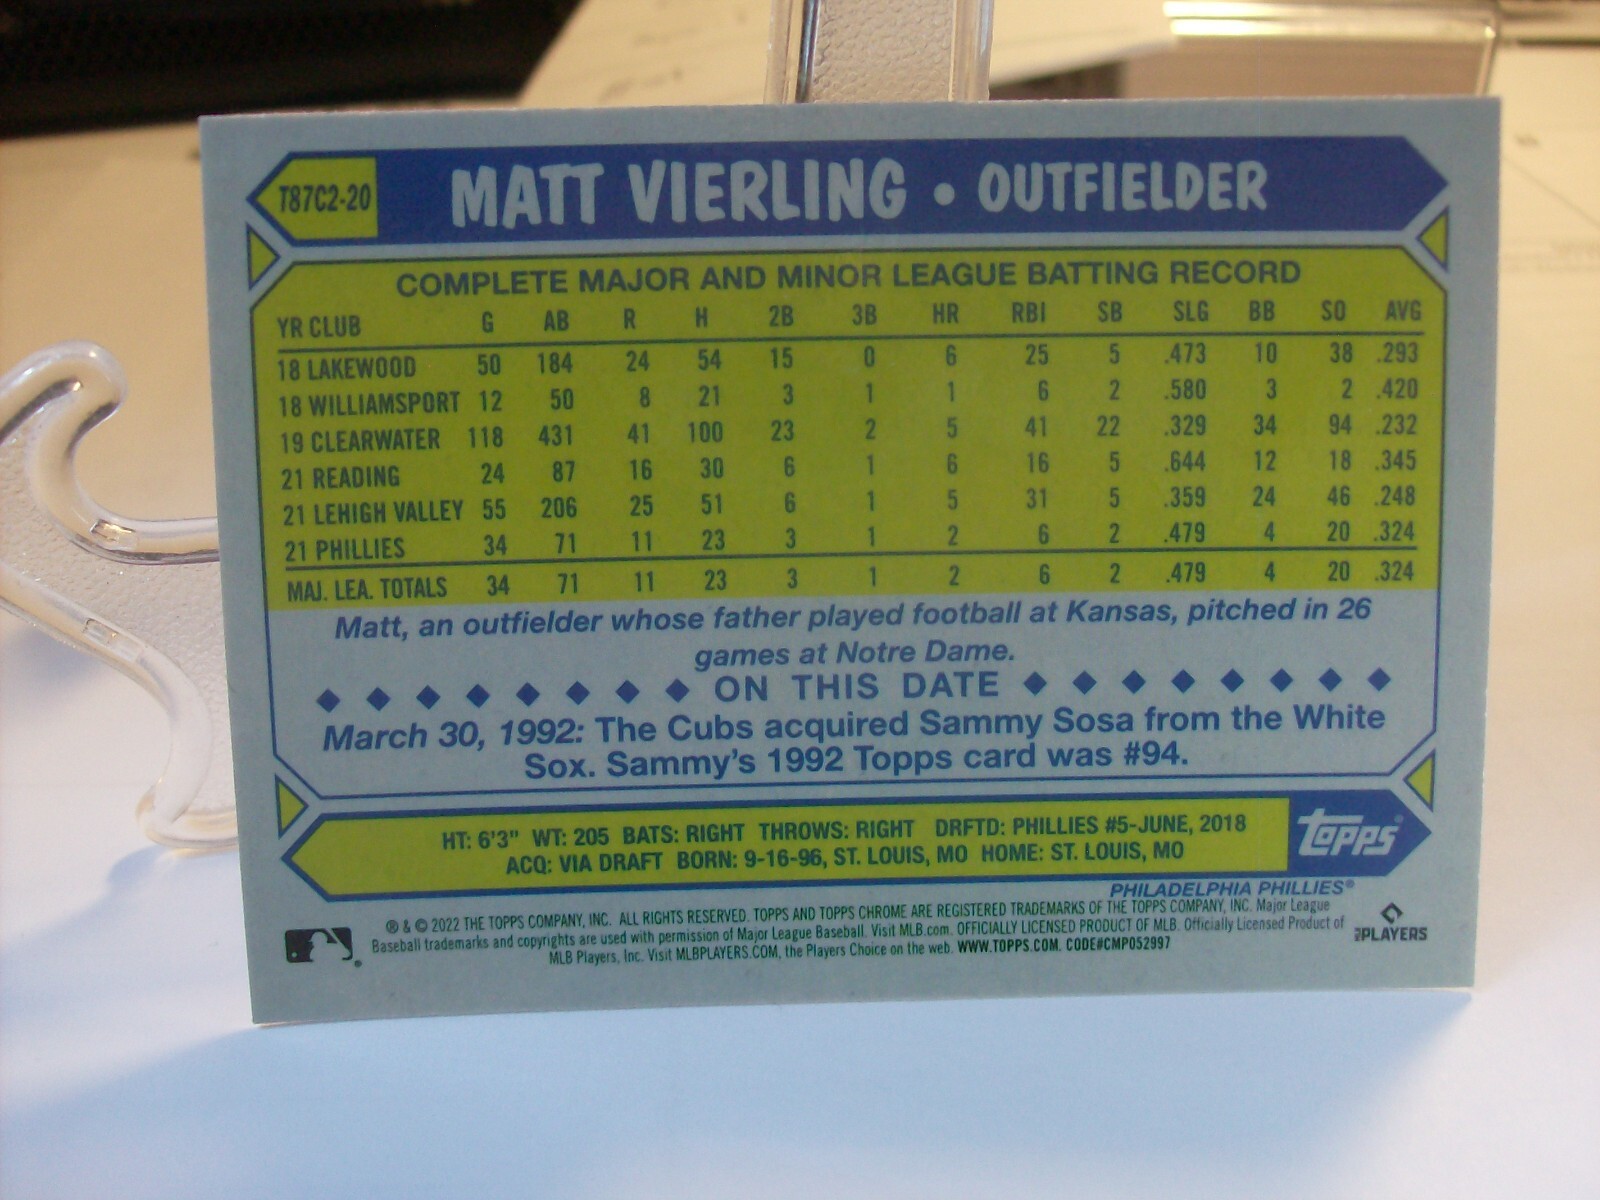 T87C2-20
MATT VIERLING • OUTFIELDER
COMPLETE MAJOR AND MINOR LEAGUE BATTING RECORD
YR CLUB G AB R H 2B 3B HR RBI SB SLG BB SO AVG
18 LAKEWOOD 50 184 24 54 15 0 6 25 5 .473 10 38 .293
18 WILLIAMSPORT 12 50 8 21 3 1 1 6 2 .580 3 2 .420
19 CLEARWATER 118 431 41 100 23 2 5 41 22 .329 34 94 .232
21 READING 24 87 16 30 6 1 6 16 5 .644 12 18 .345
21 LEHIGH VALLEY 55 206 25 51 6 1 5 31 5 .359 24 46 .248
21 PHILLIES 34 71 11 23 3 1 2 6 2 .479 4 20 .324
MAJ. LEA. TOTALS 34 71 11 23 3 1 2 6 2 .479 4 20 .324
Matt, an outfielder whose father played football at Kansas, pitched in 26
games at Notre Dame.
ON THIS DATE
March 30, 1992: The Cubs acquired Sammy Sosa from the White
Sox. Sammy's 1992 Topps card was #94.
HT: 6'3" WT: 205 BATS: RIGHT THROWS: RIGHT DRFTD: PHILLIES #5-JUNE, 2018
ACQ: VIA DRAFT BORN: 9-16-96, ST. LOUIS, MO HOME: ST. LOUIS, MO
topps®
PHILADELPHIA PHILLIES®
® & © 2022 THE TOPPS COMPANY, INC. ALL RIGHTS RESERVED. TOPPS AND TOPPS CHROME ARE REGISTERED TRADEMARKS OF THE TOPPS COMPANY, INC. Major League
Baseball trademarks and copyrights are used with permission of Major League Baseball. Visit MLB.com. OFFICIALLY LICENSED PRODUCT OF MLB. Officially Licensed Product of
MLB Players, Inc. Visit MLBPLAYERS.COM, the Players Choice on the web. WWW.TOPPS.COM. CODE#CMP052997
PLAYERS